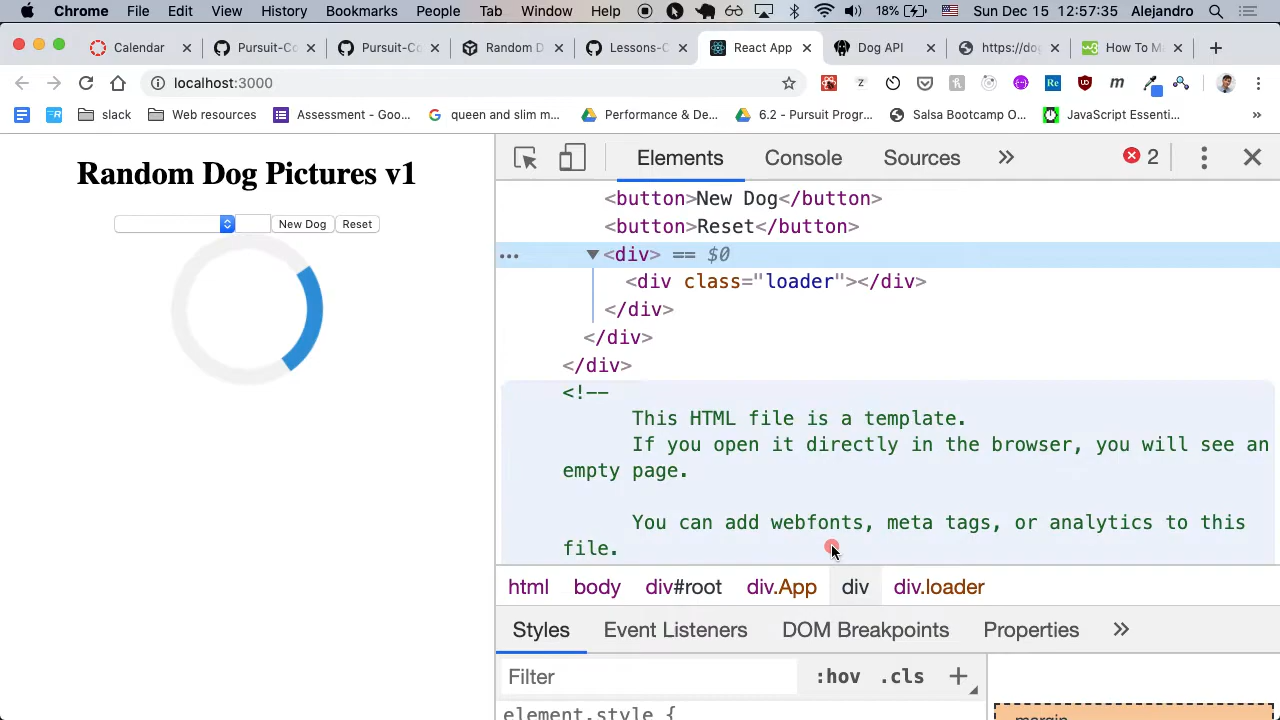 Chrome File Edit View History Bookmarks People Tab Window Help 18% Sun Dec 15 12:57:35 Alejandro
Calendar Pursuit-Co Pursuit-Co Random D Lessons-C React App Dog API https://dog How To Ma
localhost:3000
slack Web resources Assessment - Goo... queen and slim m... Performance & De... 6.2 - Pursuit Progr... Salsa Bootcamp O... JavaScript Essenti... »
Random Dog Pictures v1
New Dog Reset
Elements Console Sources » 2
<button>New Dog</button>
<button>Reset</button>
... ▼<div> == $0
<div class="loader"></div>
</div>
</div>
</div>
<!--
This HTML file is a template.
If you open it directly in the browser, you will see an
empty page.
You can add webfonts, meta tags, or analytics to this
file.
html body div#root div.App div div.loader
Styles Event Listeners DOM Breakpoints Properties »
Filter :hov .cls +
element.style {
margin